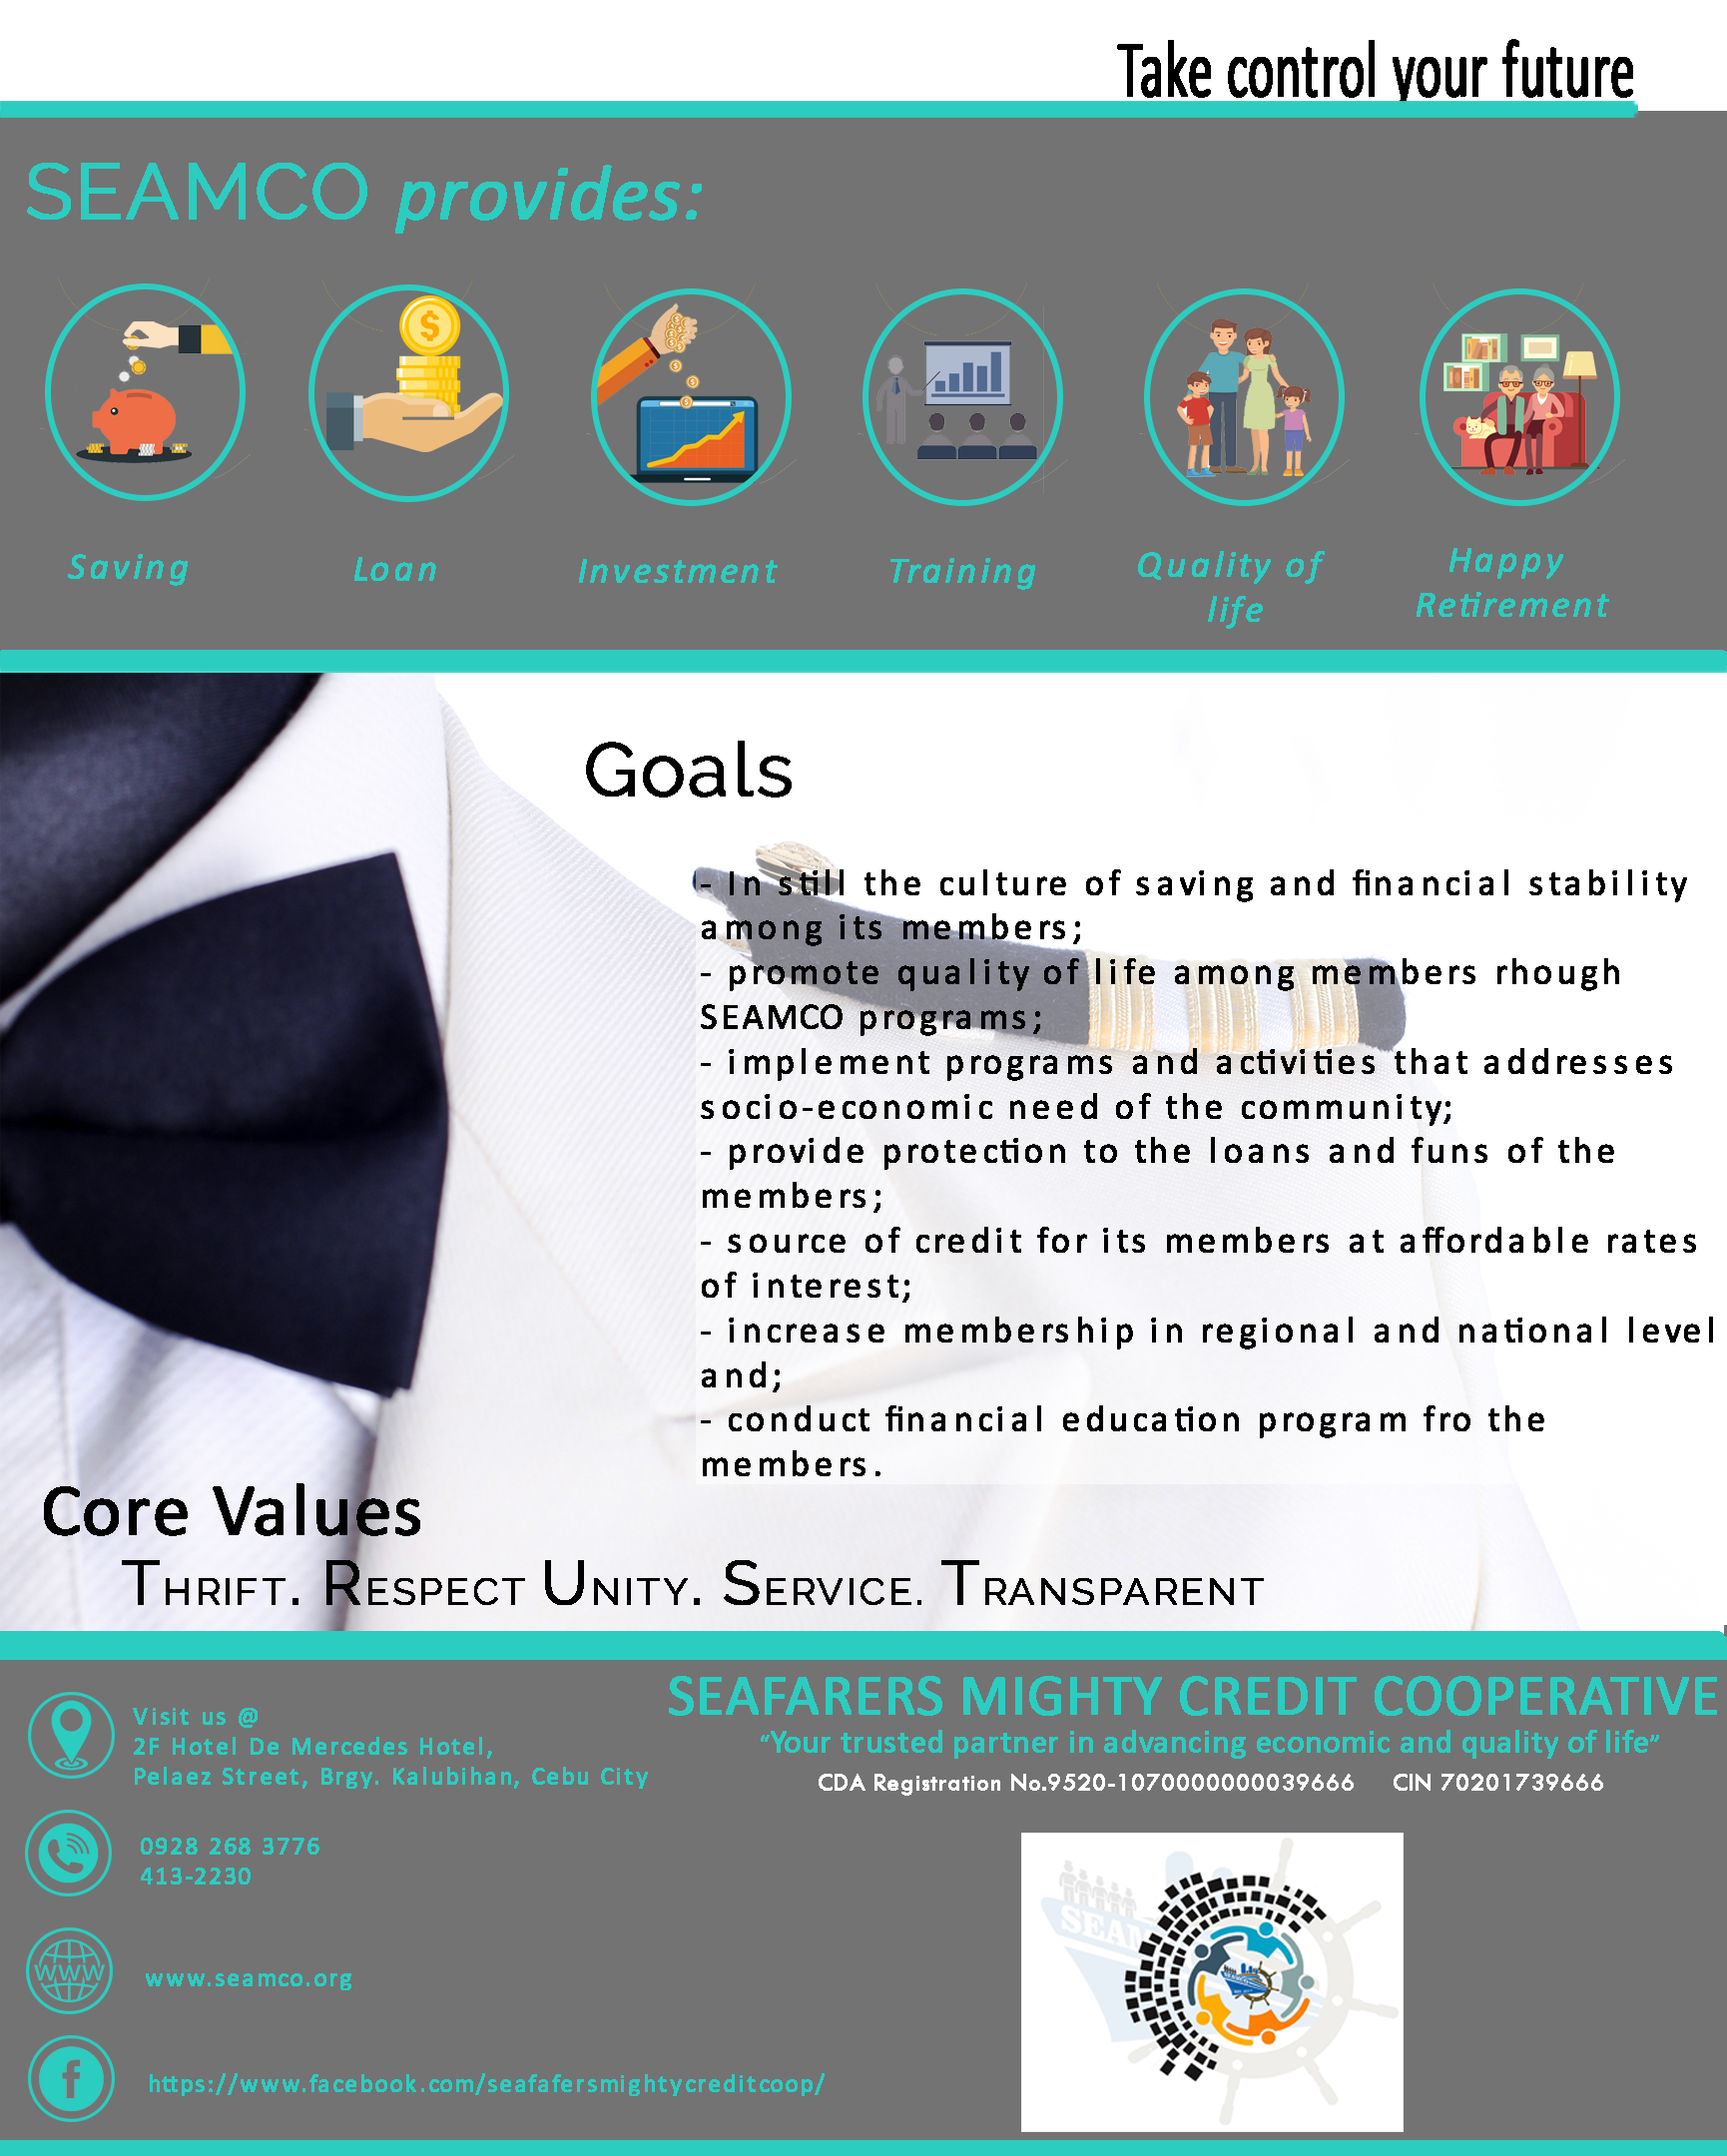 Take control your future
SEAMCO provides:
Saving
Loan
Investment
Training
Quality of
life
Happy
Retirement
Goals
- In still the culture of saving and financial stability
among its members;
- promote quality of life among members rhough
SEAMCO programs;
- implement programs and activities that addresses
socio-economic need of the community;
- provide protection to the loans and funs of the
members;
- source of credit for its members at affordable rates
of interest;
- increase membership in regional and national level
and;
- conduct financial education program fro the
members.
Core Values
THRIFT. RESPECT UNITY. SERVICE. TRANSPARENT
SEAFARERS MIGHTY CREDIT COOPERATIVE
“Your trusted partner in advancing economic and quality of life”
CDA Registration No.9520-1070000000039666 CIN 70201739666
Visit us @
2F Hotel De Mercedes Hotel,
Pelaez Street, Brgy. Kalubihan, Cebu City
0928 268 3776
413-2230
WWW
www.seamco.org
f
https://www.facebook.com/seafafersmightycreditcoop/
SEAMCO